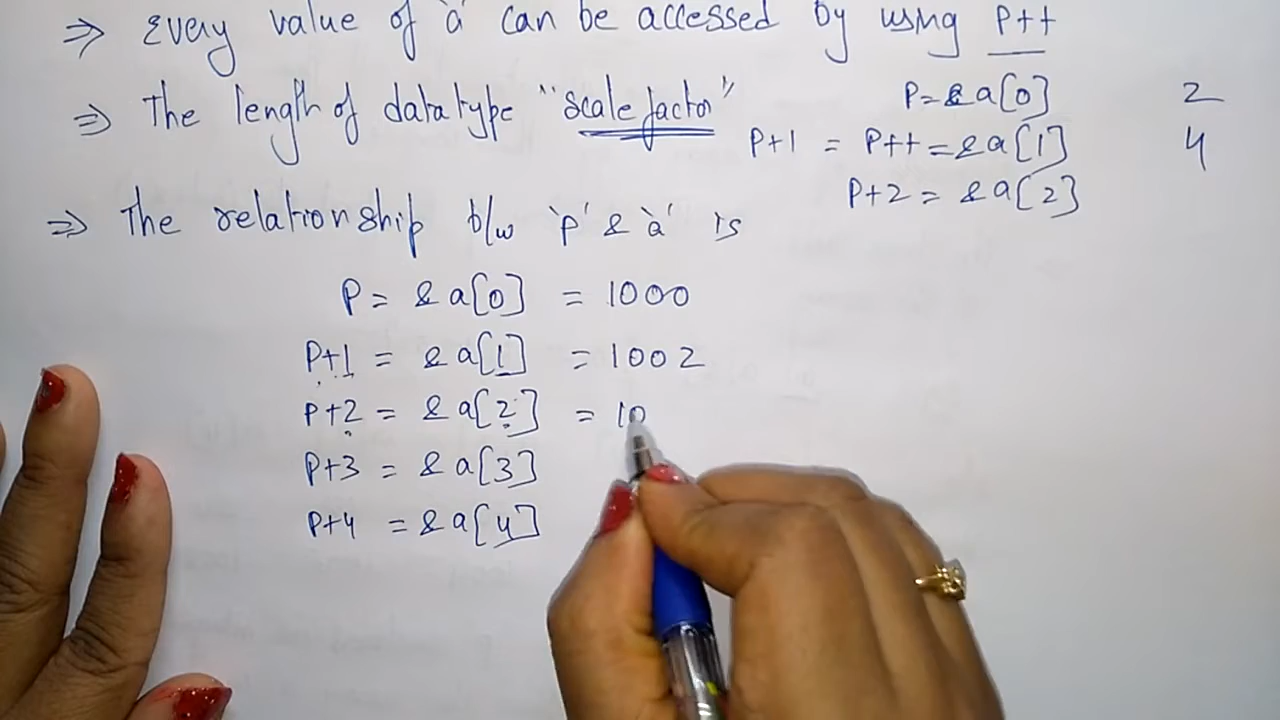 ⇒ Every value of 'a' can be accessed by using P++
⇒ The length of datatype "scale factor"
P = &a[0] 2
P+1 = P++ = &a[1] 4
P+2 = &a[2]
⇒ The relationship b/w 'p' & 'a' is
P = &a[0] = 1000
P+1 = &a[1] = 1002
P+2 = &a[2] = 10
P+3 = &a[3]
P+4 = &a[4]